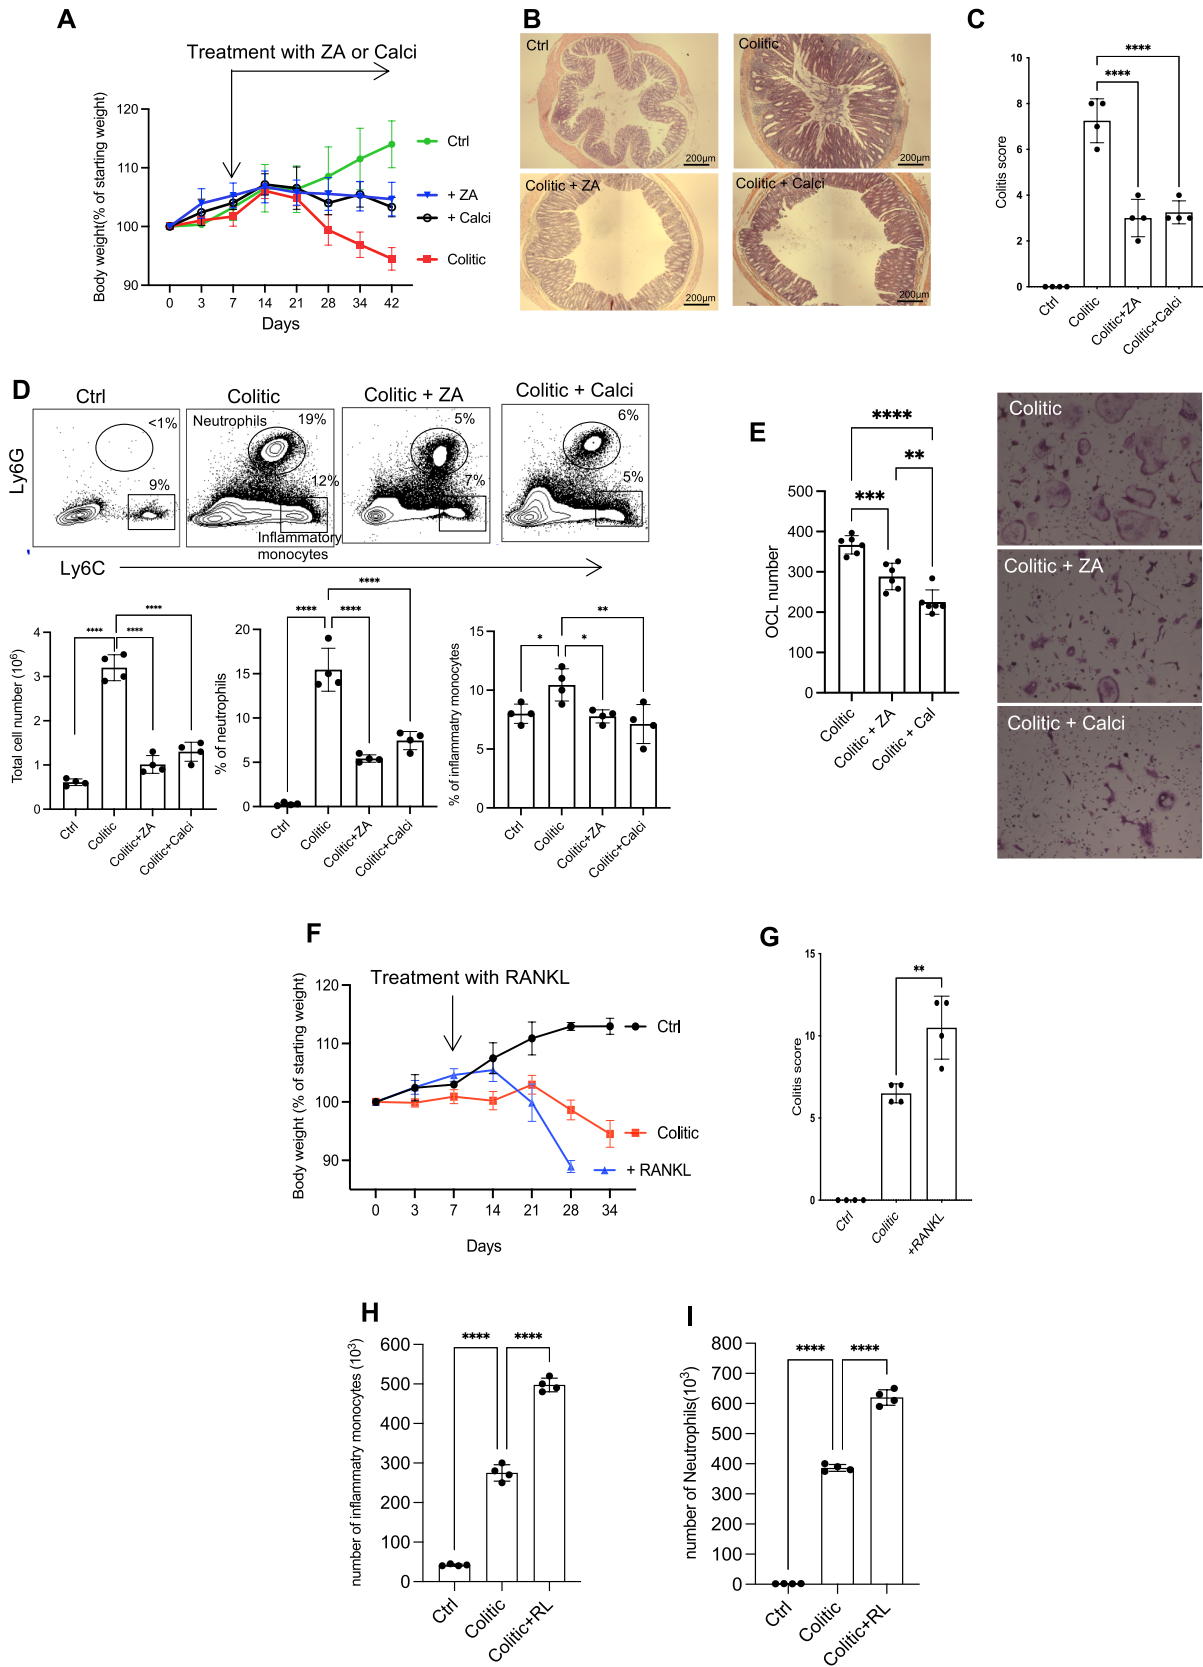 A
Treatment with ZA or Calci
Body weight(% of starting weight)
120
110
100
90
0 3 7 14 21 28 34 42
Days
Ctrl
+ ZA
+ Calci
Colitic
B
Ctrl
200µm
Colitic
200µm
Colitic + ZA
200µm
Colitic + Calci
200µm
C
Colitis score
10
8
6
4
2
0
**** 
****
Ctrl
Colitic
Colitic+ZA
Colitic+Calci
D
Ctrl
Colitic
Colitic + ZA
Colitic + Calci
Ly6G
<1%
9%
Neutrophils 19%
12%
Inflammatory
monocytes
5%
7%
6%
5%
Ly6C
Total cell number (10⁶)
4
3
2
1
0
****
**** ****
Ctrl
Colitic
Colitic+ZA
Colitic+Calci
% of neutrophils
20
15
10
5
0
****
**** ****
Ctrl
Colitic
Colitic+ZA
Colitic+Calci
% of inflammatry monocytes
15
10
5
0
**
* *
Ctrl
Colitic
Colitic+ZA
Colitic+Calci
E
OCL number
500
400
300
200
100
0
****
**
***
Colitic
Colitic + ZA
Colitic + Cal
Colitic
Colitic + ZA
Colitic + Calci
F
Treatment with RANKL
Body weight (% of starting weight)
120
110
100
90
0 3 7 14 21 28 34
Days
Ctrl
Colitic
+ RANKL
G
Colitis score
15
10
5
0
**
Ctrl
Colitic
+RANKL
H
number of inflammatry monocytes (10³)
600
500
400
300
200
100
0
**** ****
Ctrl
Colitic
Colitic+RL
I
number of Neutrophils(10³)
800
700
600
500
400
300
200
100
0
**** ****
Ctrl
Colitic
Colitic+RL